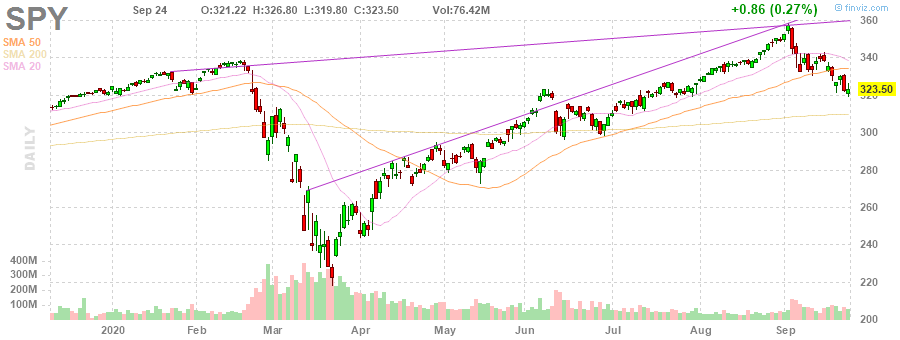 SPY
Sep 24 O:321.22 H:326.80 L:319.80 C:323.50 Vol:76.42M
+0.86 (0.27%)
© finviz.com
SMA 50
SMA 200
SMA 20
DAILY
360
340
323.50
320
300
280
260
240
220
200
400M
300M
200M
100M
2020 Feb Mar Apr May Jun Jul Aug Sep